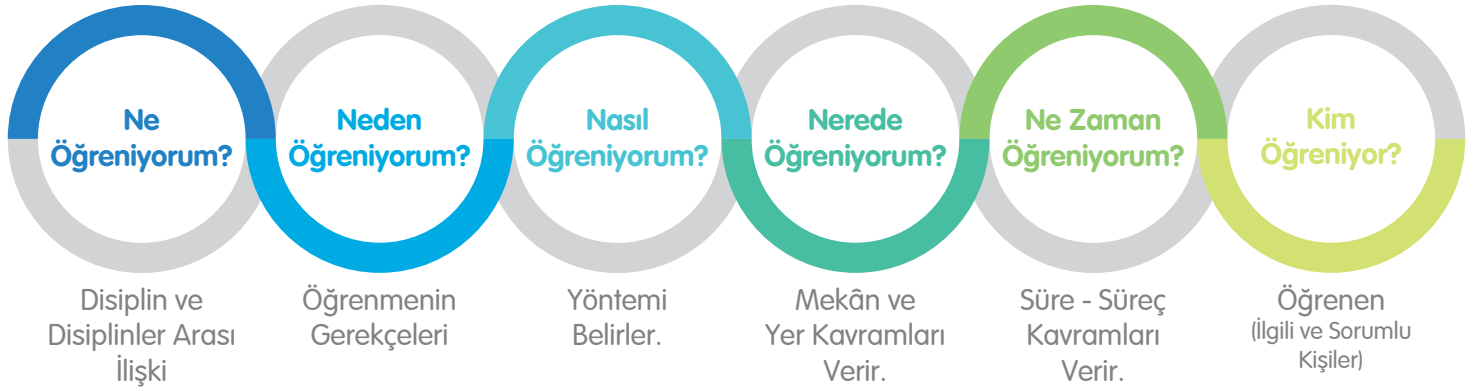 Ne
Öğreniyorum?
Neden
Öğreniyorum?
Nasıl
Öğreniyorum?
Nerede
Öğreniyorum?
Ne Zaman
Öğreniyorum?
Kim
Öğreniyor?
Disiplin ve
Disiplinler Arası
İlişki
Öğrenmenin
Gerekçeleri
Yöntemi
Belirler.
Mekân ve
Yer Kavramları
Verir.
Süre - Süreç
Kavramları
Verir.
Öğrenen
(İlgili ve Sorumlu
Kişiler)